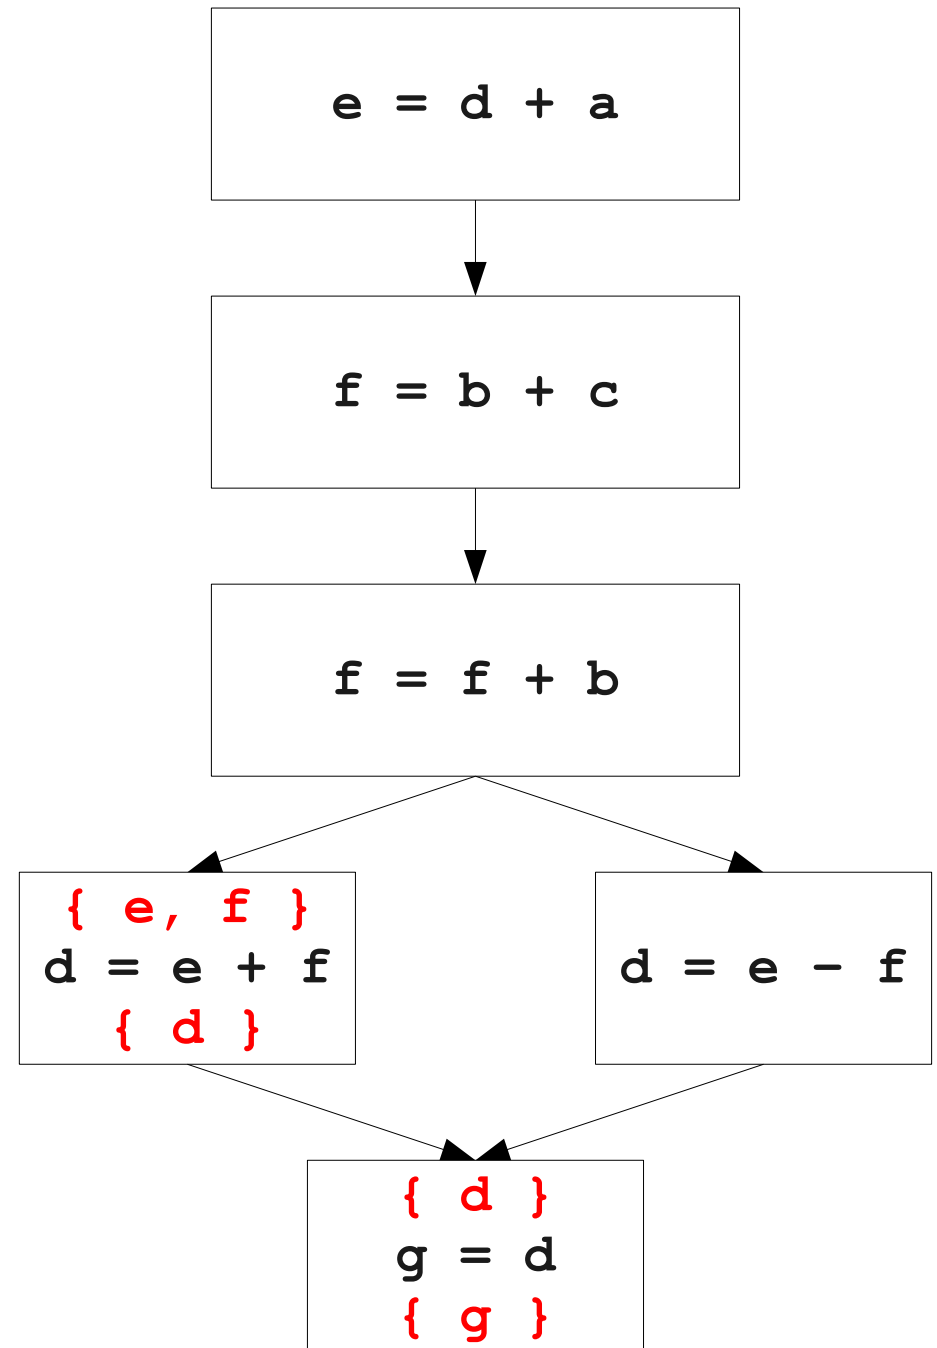 e = d + a
f = b + c
f = f + b
{ e, f }
d = e + f
{ d }
d = e - f
{ d }
g = d
{ g }